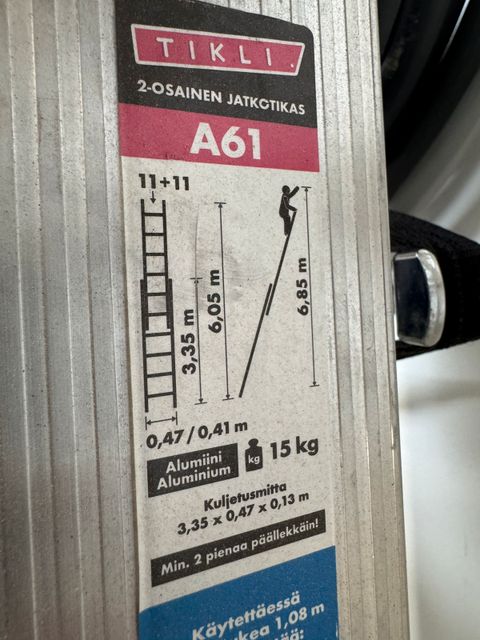 TIKLI.
2-OSAINEN JATKOTIKAS
A61
11+11
3,35 m
6,05 m
6,85 m
0,47 / 0,41 m
Alumiini
Aluminium
kg
15 kg
Kuljetusmitta
3,35 x 0,47 x 0,13 m
Min. 2 pienaa päällekkäin!
Käytettäessä
1,08 m